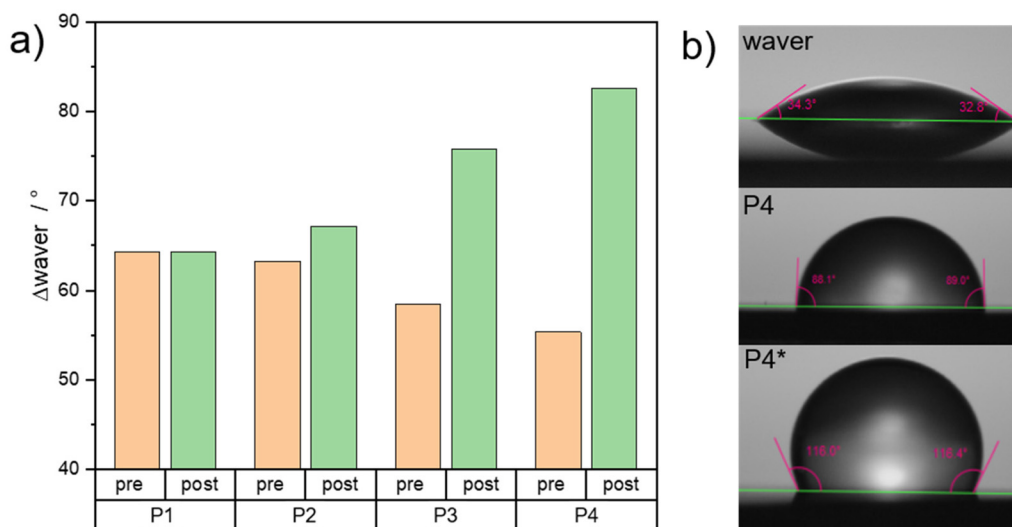 a)
90
80
70
60
50
40
Δwaver / °
pre post pre post pre post pre post
P1 P2 P3 P4
b)
waver
34.3° 32.8°
P4
88.1° 89.0°
P4*
116.0° 116.4°